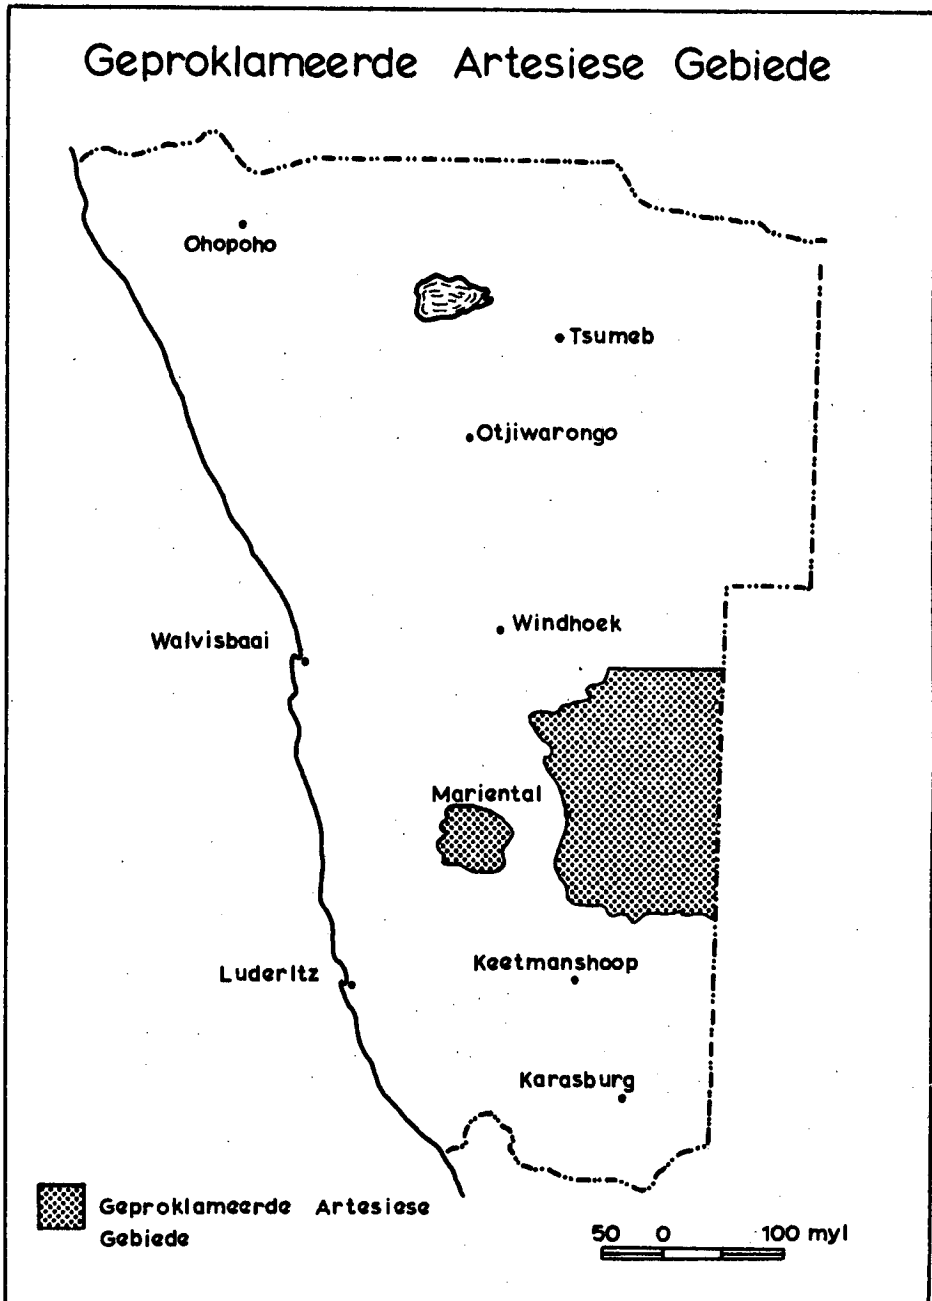 Geproklameerde Artesiese Gebiede
Ohopoho
Tsumeb
Otjiwarongo
Windhoek
Walvisbaai
Mariental
Luderitz
Keetmanshoop
Karasburg
Geproklameerde Artesiese
Gebiede
50 0 100 myl